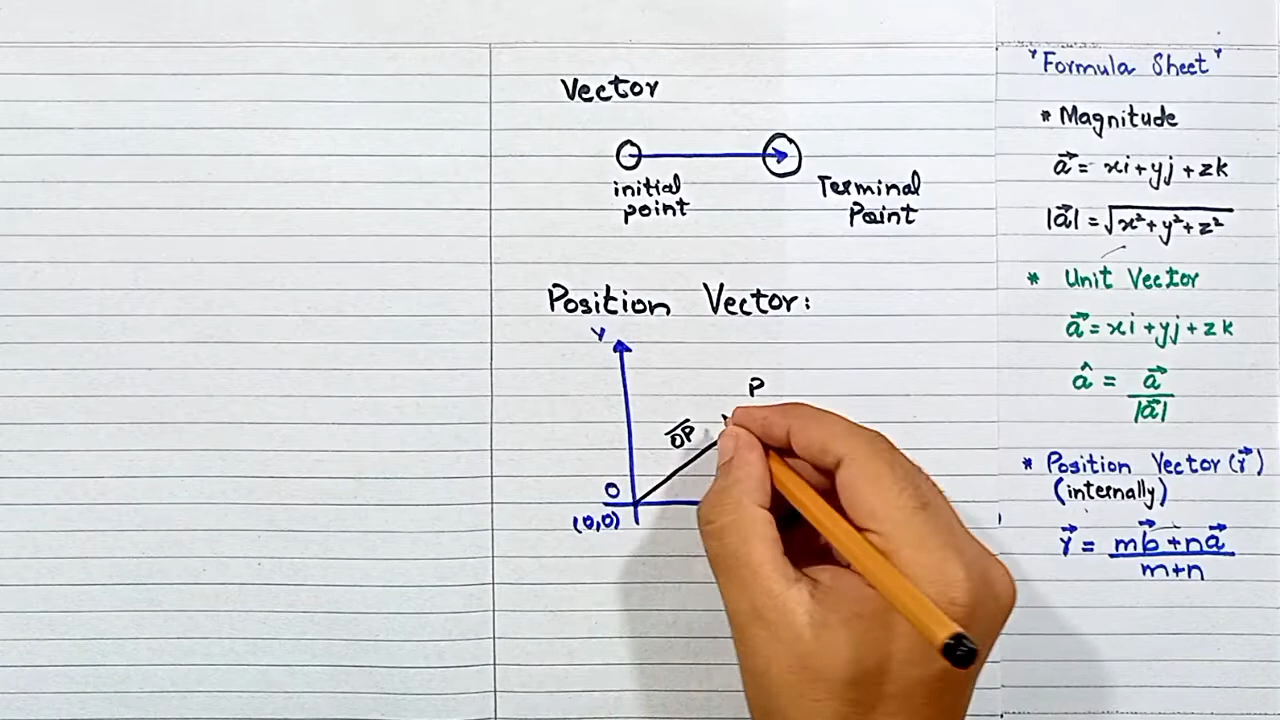 Vector
initial
point
Terminal
Point
Position Vector:
Y
P
OP
O
(0,0)
"Formula Sheet"
* Magnitude
a⃗ = xi+yj+zk
|a⃗| = √x²+y²+z²
* Unit Vector
a⃗ = xi+yj+zk
â = a⃗
|a⃗|
* Position Vector (r⃗)
(internally)
r⃗ = mb⃗+na⃗
m+n